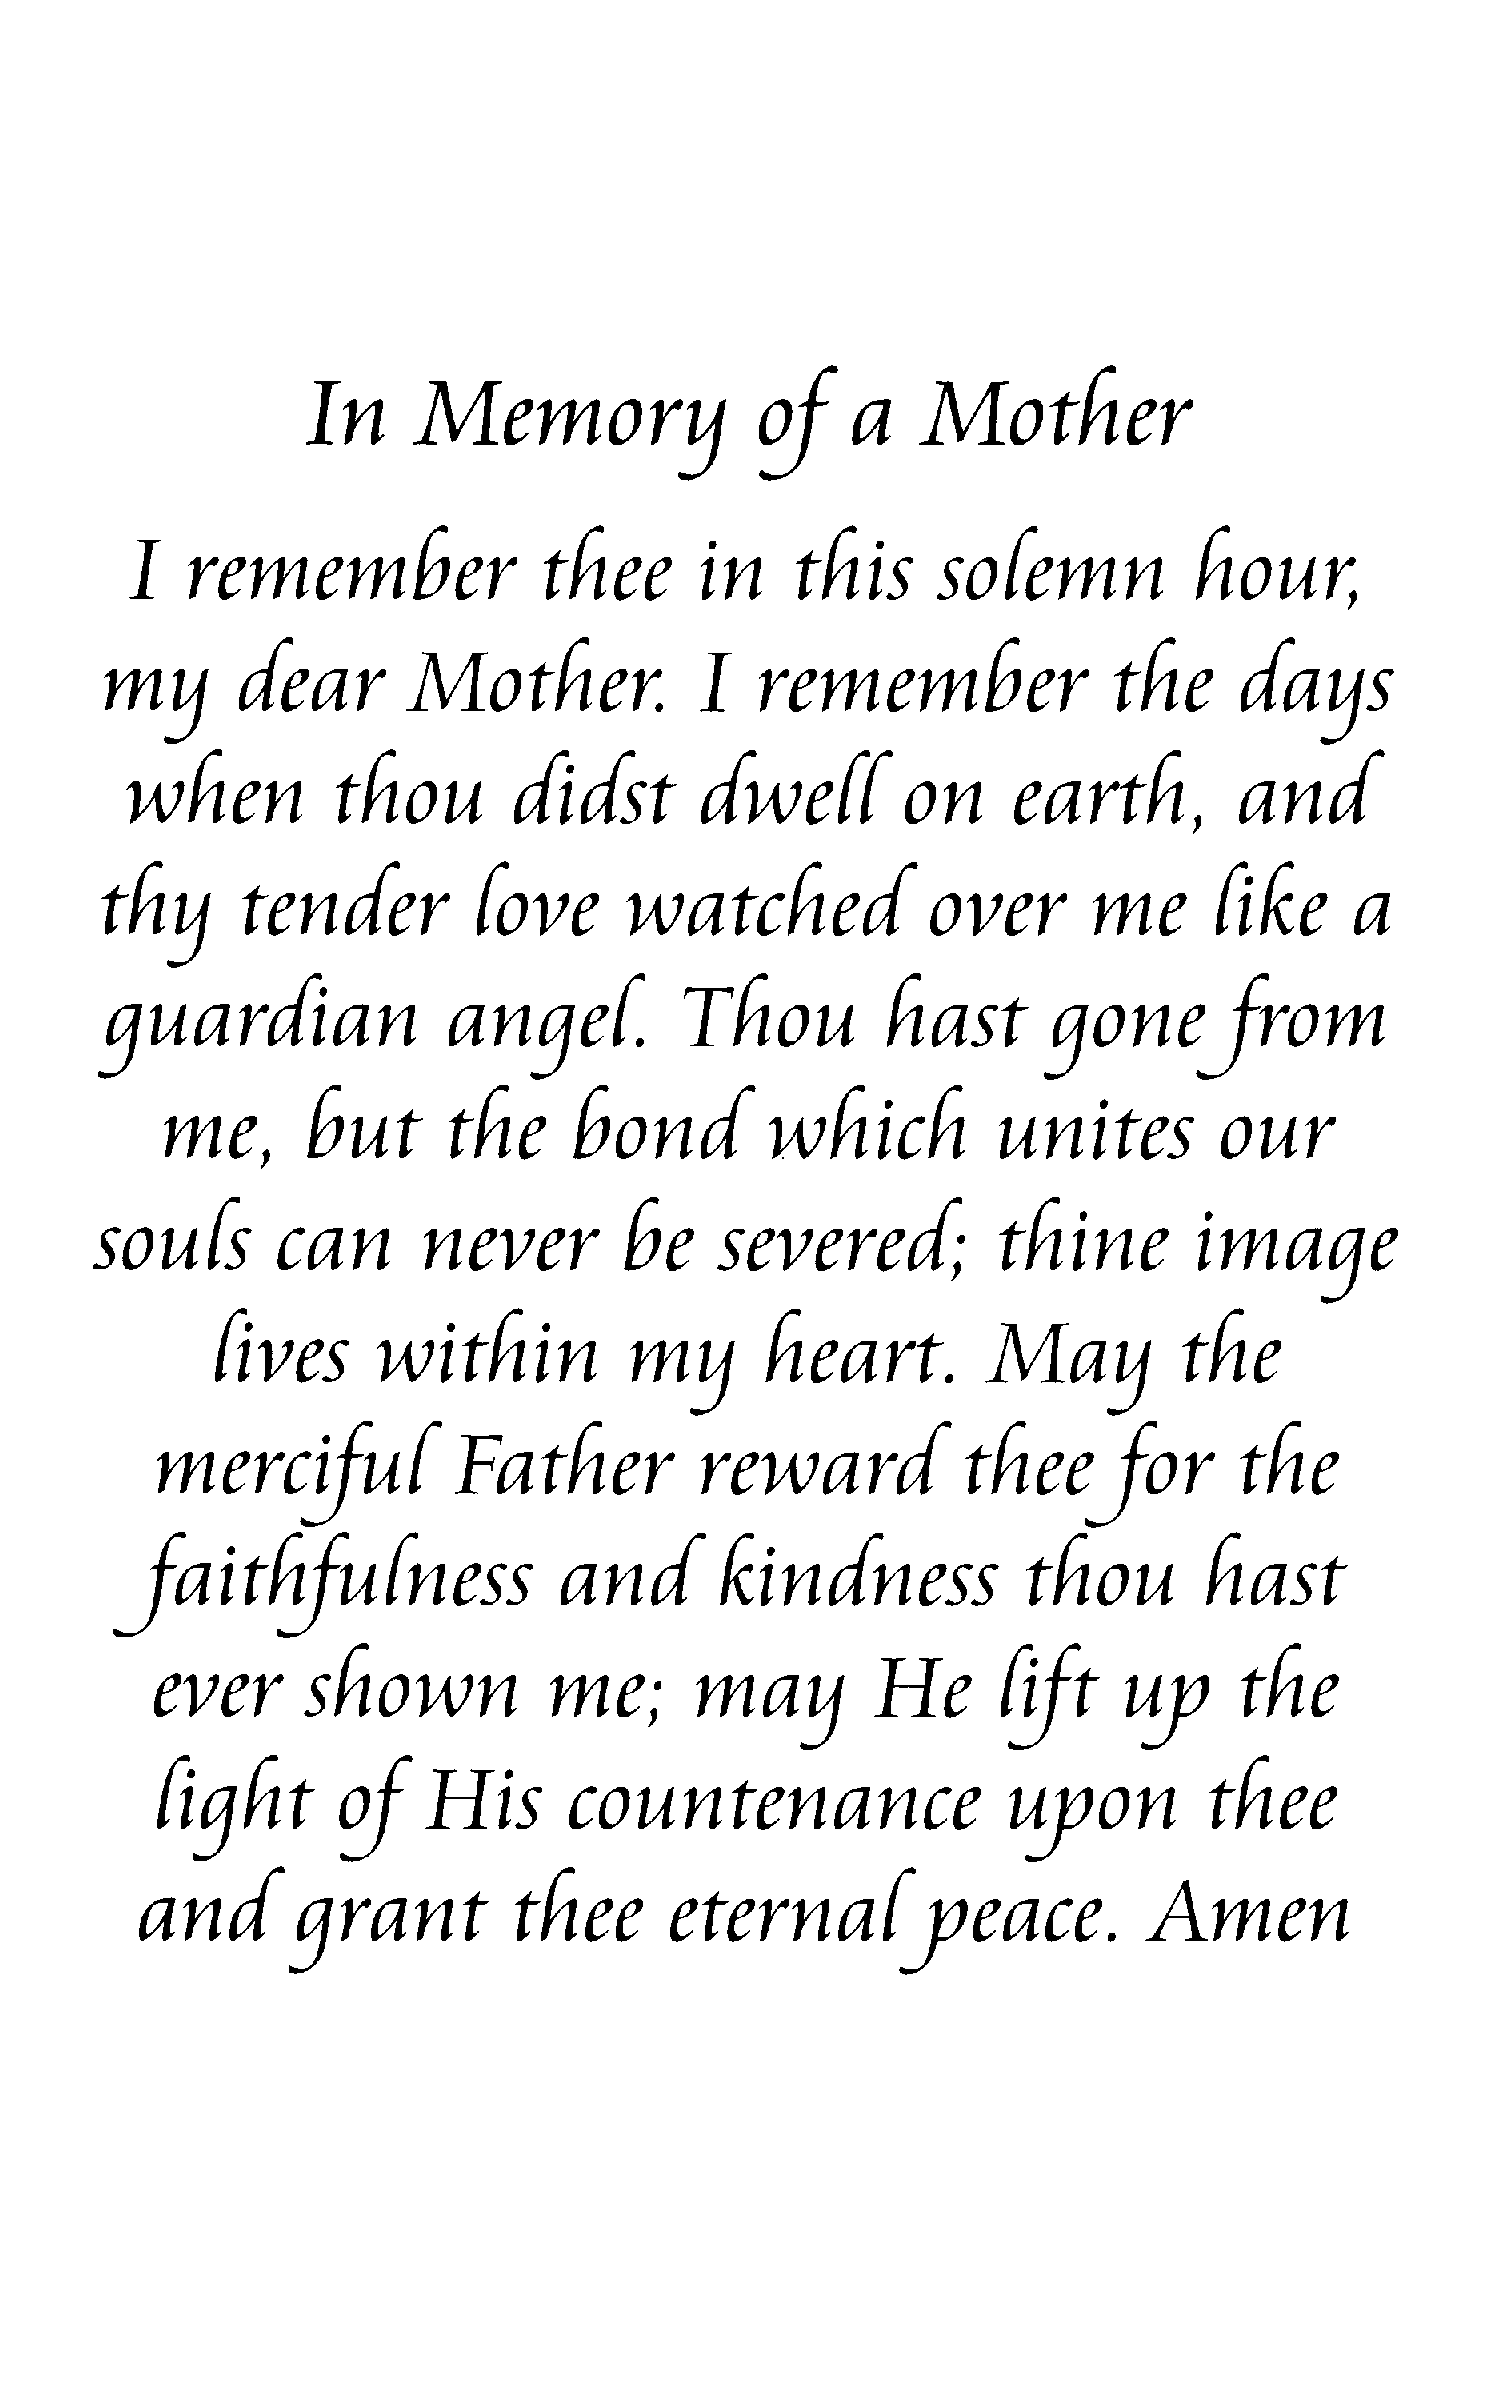 In Memory of a Mother
I remember thee in this solemn hour,
my dear Mother. I remember the days
when thou didst dwell on earth, and
thy tender love watched over me like a
guardian angel. Thou hast gone from
me, but the bond which unites our
souls can never be severed; thine image
lives within my heart. May the
merciful Father reward thee for the
faithfulness and kindness thou hast
ever shown me; may He lift up the
light of His countenance upon thee
and grant thee eternal peace. Amen